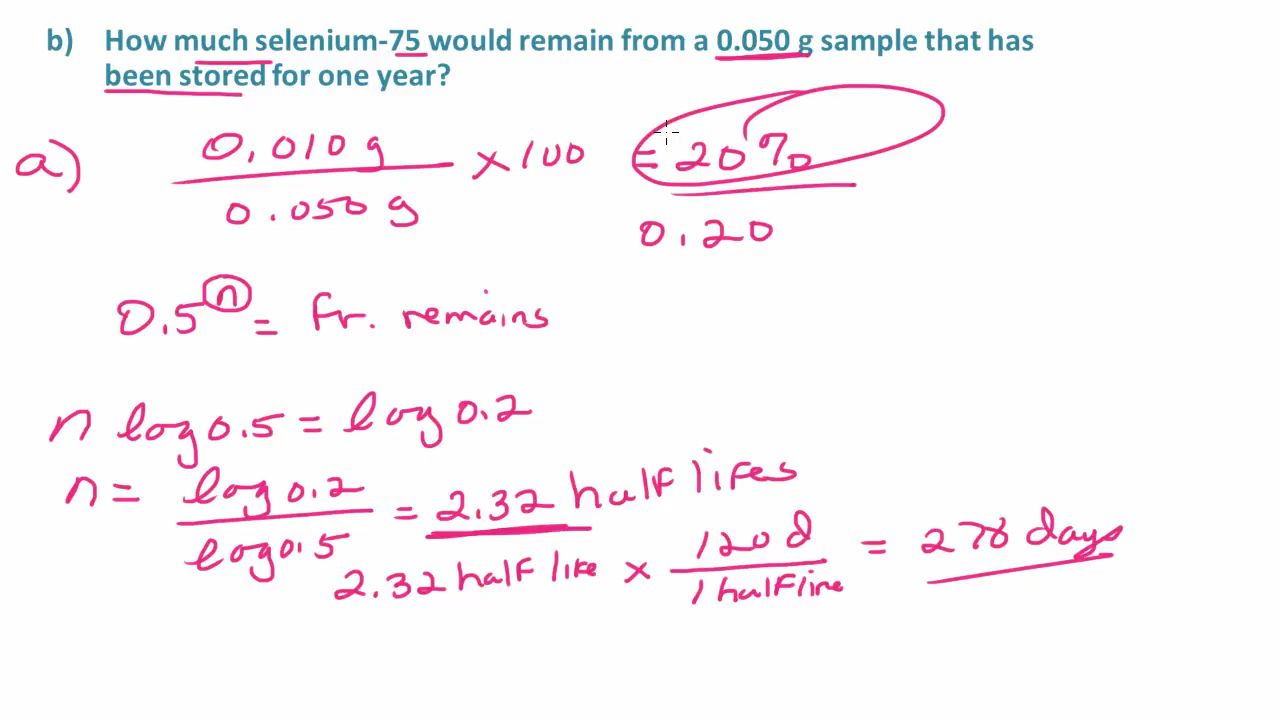 b) How much selenium-75 would remain from a 0.050 g sample that has
been stored for one year?
a) 0.010 g / 0.050 g × 100 = 20%
0.20
0.5^n = Fr. remains
n log 0.5 = log 0.2
n = log 0.2 / log 0.5 = 2.32 half lifes
2.32 half life × 120 d / 1 half line = 278 days